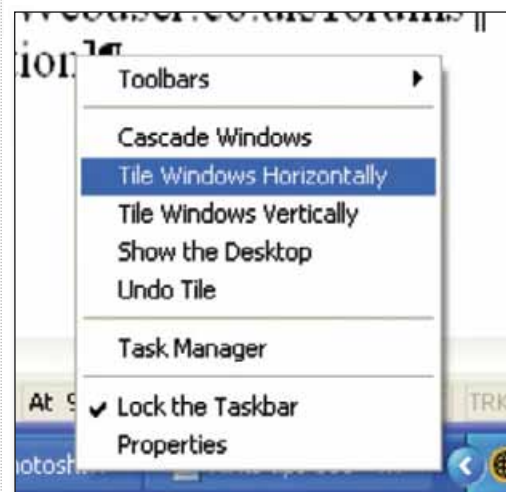 ion]¶
Toolbars
Cascade Windows
Tile Windows Horizontally
Tile Windows Vertically
Show the Desktop
Undo Tile
Task Manager
At
Lock the Taskbar
TRK
Properties